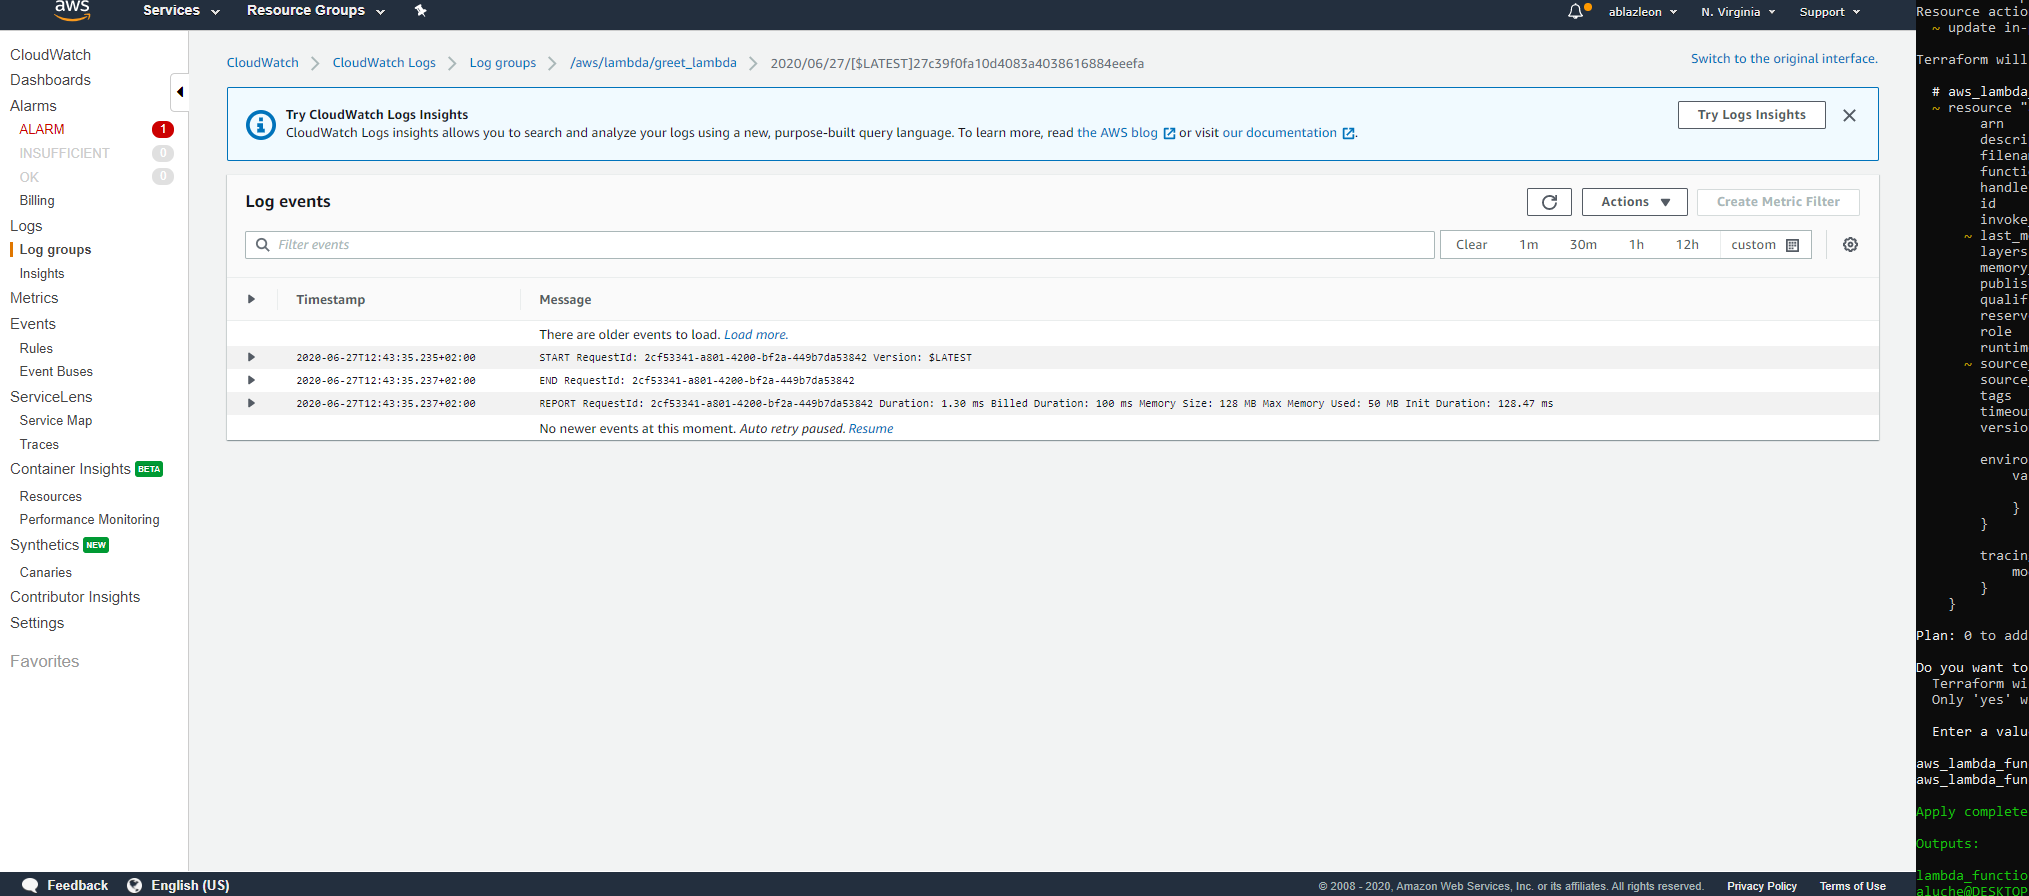 aws
Services
Resource Groups
ablazleon
N. Virginia
Support
CloudWatch
Dashboards
Alarms
ALARM 1
INSUFFICIENT 0
OK 0
Billing
Logs
Log groups
Insights
Metrics
Events
Rules
Event Buses
ServiceLens
Service Map
Traces
Container Insights BETA
Resources
Performance Monitoring
Synthetics NEW
Canaries
Contributor Insights
Settings
Favorites
CloudWatch
CloudWatch Logs
Log groups
/aws/lambda/greet_lambda
2020/06/27/[$LATEST]27c39f0fa10d4083a4038616884eeefa
Switch to the original interface.
Try CloudWatch Logs Insights
CloudWatch Logs insights allows you to search and analyze your logs using a new, purpose-built query language. To learn more, read the AWS blog or visit our documentation .
Try Logs Insights
Log events
Actions
Create Metric Filter
Filter events
Clear 1m 30m 1h 12h custom
Timestamp Message
There are older events to load. Load more.
2020-06-27T12:43:35.235+02:00 START RequestId: 2cf53341-a801-4200-bf2a-449b7da53842 Version: $LATEST
2020-06-27T12:43:35.237+02:00 END RequestId: 2cf53341-a801-4200-bf2a-449b7da53842
2020-06-27T12:43:35.237+02:00 REPORT RequestId: 2cf53341-a801-4200-bf2a-449b7da53842 Duration: 1.30 ms Billed Duration: 100 ms Memory Size: 128 MB Max Memory Used: 50 MB Init Duration: 128.47 ms
No newer events at this moment. Auto retry paused. Resume
Resource actio
~ update in-
Terraform will
# aws_lambda_
~ resource "
arn
descri
filena
functi
handle
id
invoke_
~ last_m
layers
memory_
publis
qualif
reserv
role
runtim
~ source_
source_
tags
timeou
versio
enviro
va
}
}
tracin
mo
}
}
Plan: 0 to add
Do you want to
Terraform wi
Only 'yes' w
Enter a valu
aws_lambda_fun
aws_lambda_fun
Apply complete
Outputs:
lambda_functio
aluche@DESKTOP
Feedback
English (US)
© 2008 - 2020, Amazon Web Services, Inc. or its affiliates. All rights reserved.
Privacy Policy
Terms of Use